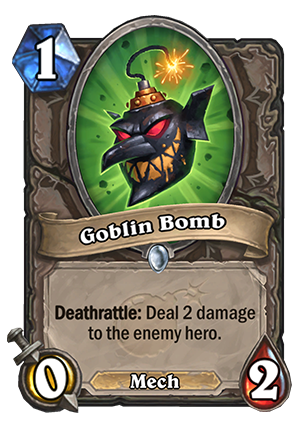 1
Goblin Bomb
Deathrattle: Deal 2 damage
to the enemy hero.
0
Mech
2